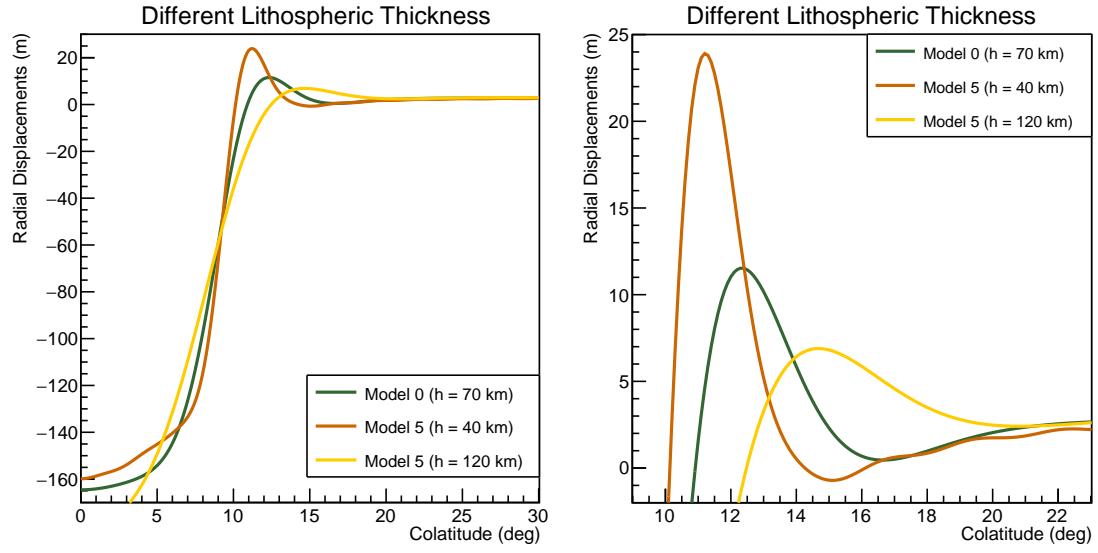 Different Lithospheric Thickness
Radial Displacements (m)
20
0
−20
−40
−60
−80
−100
−120
−140
−160
Model 0 (h = 70 km)
Model 5 (h = 40 km)
Model 5 (h = 120 km)
0 5 10 15 20 25 30
Colatitude (deg)
Different Lithospheric Thickness
Radial Displacements (m)
25
20
15
10
5
0
Model 0 (h = 70 km)
Model 5 (h = 40 km)
Model 5 (h = 120 km)
10 12 14 16 18 20 22
Colatitude (deg)